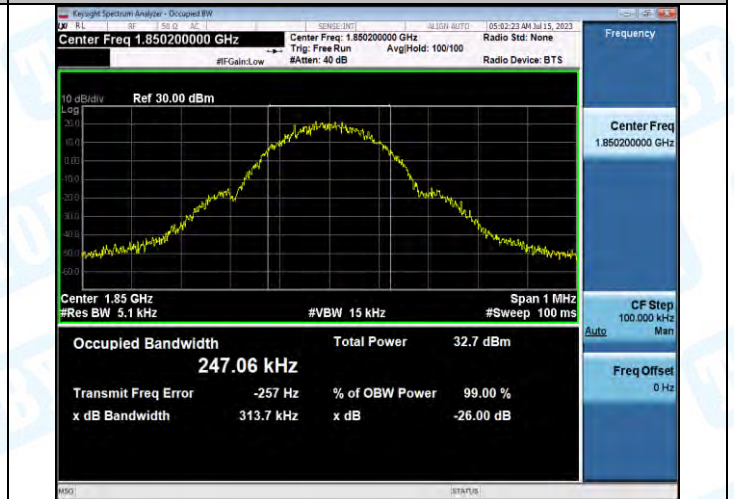 Keysight Spectrum Analyzer - Occupied BW
RL RF 50 Ω AC SENSE:INT ALIGN AUTO 05:02:23 AM Jul 15, 2023
Center Freq 1.850200000 GHz
Center Freq: 1.850200000 GHz
Radio Std: None
Trig: Free Run Avg|Hold: 100/100
#IFGain:Low #Atten: 40 dB Radio Device: BTS
Frequency
10 dB/div Ref 30.00 dBm
Log
20.0
10.0
0.00
-10.0
-20.0
-30.0
-40.0
-50.0
-60.0
Center 1.85 GHz Span 1 MHz
#Res BW 5.1 kHz #VBW 15 kHz #Sweep 100 ms
Center Freq
1.850200000 GHz
CF Step
100.000 kHz
Auto Man
Freq Offset
0 Hz
Occupied Bandwidth Total Power 32.7 dBm
247.06 kHz
Transmit Freq Error -257 Hz % of OBW Power 99.00 %
x dB Bandwidth 313.7 kHz x dB -26.00 dB
MSG STATUS